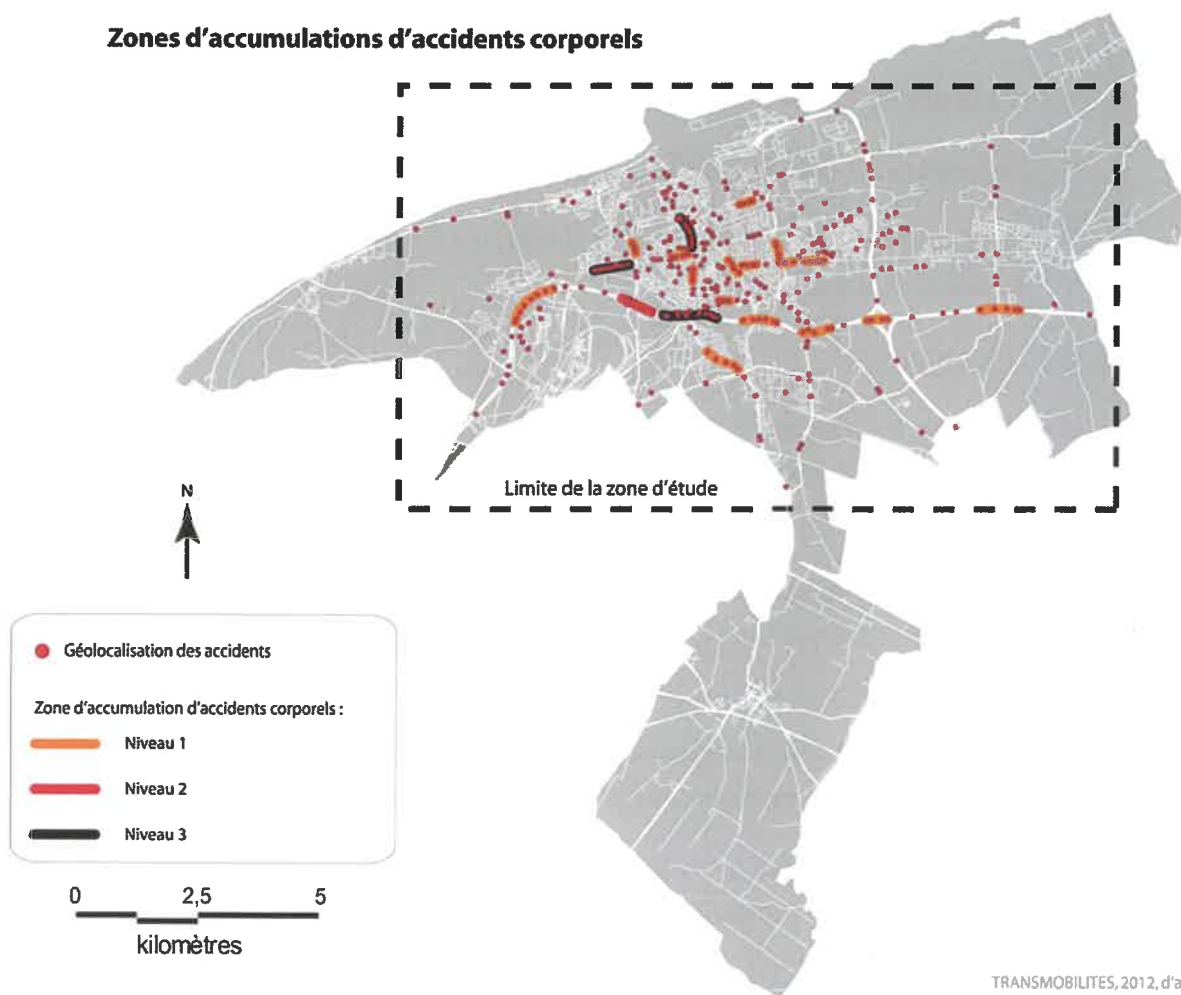 Zones d'accumulations d'accidents corporels
Limite de la zone d'étude
N
Géolocalisation des accidents
Zone d'accumulation d'accidents corporels :
Niveau 1
Niveau 2
Niveau 3
0 2,5 5
kilomètres
TRANSMOBILITES, 2012, d'a